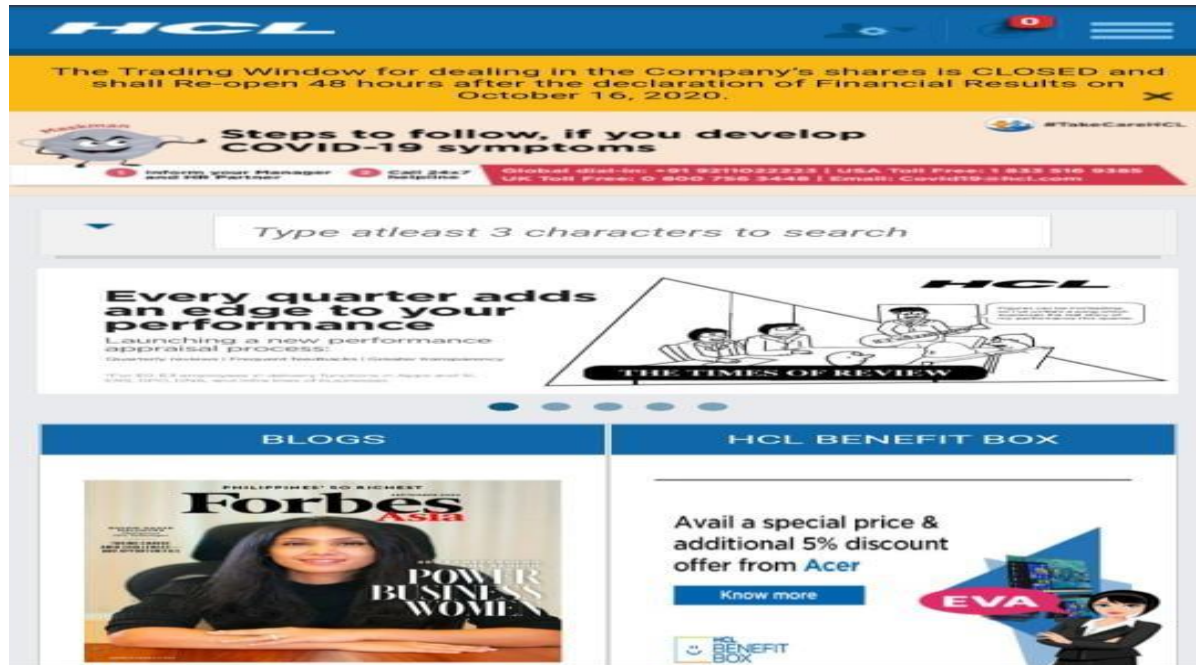 HCL
0
The Trading Window for dealing in the Company's shares is CLOSED and
shall Re-open 48 hours after the declaration of Financial Results on
October 16, 2020.
Maskman
Steps to follow, if you develop
COVID-19 symptoms
#TakeCareHCL
1 Inform your Manager
and HR Partner
2 Call 24x7
helpline
Global dial-in: +91 9211022223 | USA Toll Free: 1 833 516 9385
UK Toll Free: 0 800 756 3448 | Email: Covid19@hcl.com
Type atleast 3 characters to search
Every quarter adds
an edge to your
performance
Launching a new performance
appraisal process:
Quarterly reviews | Frequent feedbacks | Greater transparency
HCL
THE TIMES OF REVIEW
BLOGS
PHILIPPINES' 50 RICHEST
Forbes
Asia
POWER
BUSINESS
WOMEN
HCL BENEFIT BOX
Avail a special price &
additional 5% discount
offer from Acer
Know more
EVA
HCL
BENEFIT
BOX